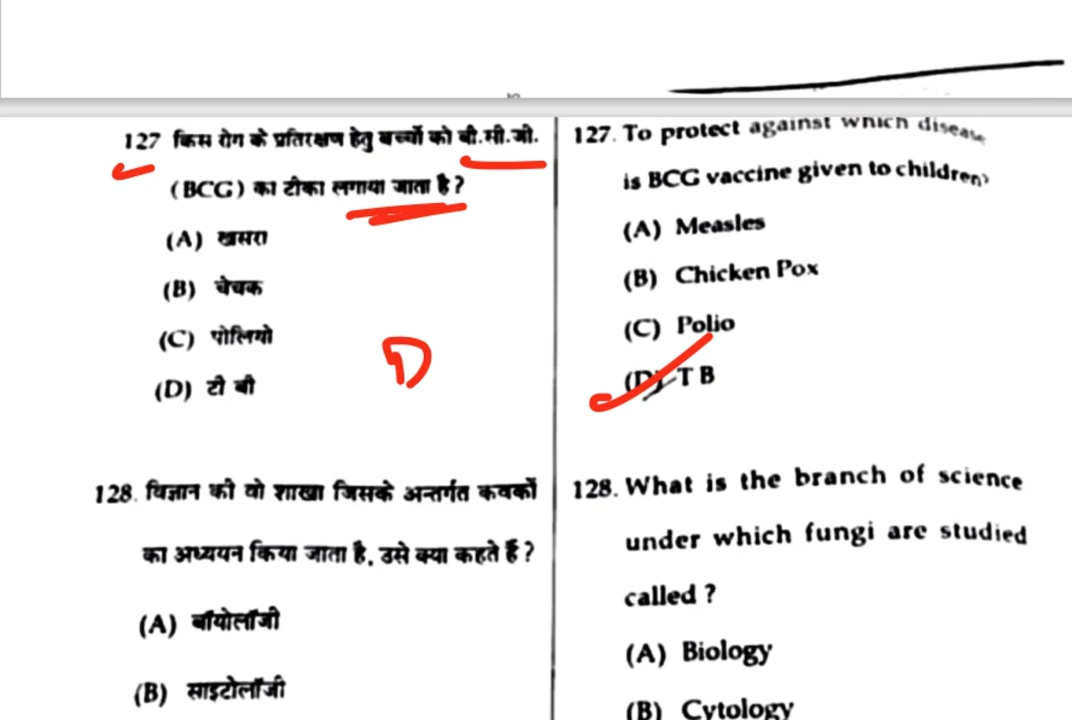 127 किस रोग के प्रतिरक्षण हेतु बच्चों को बी.सी.जी.
(BCG) का टीका लगाया जाता है ?
(A) खसरा
(B) चेचक
(C) पोलियो
(D) टी बी
D
128. विज्ञान की वो शाखा जिसके अन्तर्गत कवकों
का अध्ययन किया जाता है, उसे क्या कहते हैं ?
(A) बॉयोलॉजी
(B) साइटोलॉजी
127. To protect against which disease
is BCG vaccine given to children?
(A) Measles
(B) Chicken Pox
(C) Polio
(D) T B
128. What is the branch of science
under which fungi are studied
called ?
(A) Biology
(B) Cytology